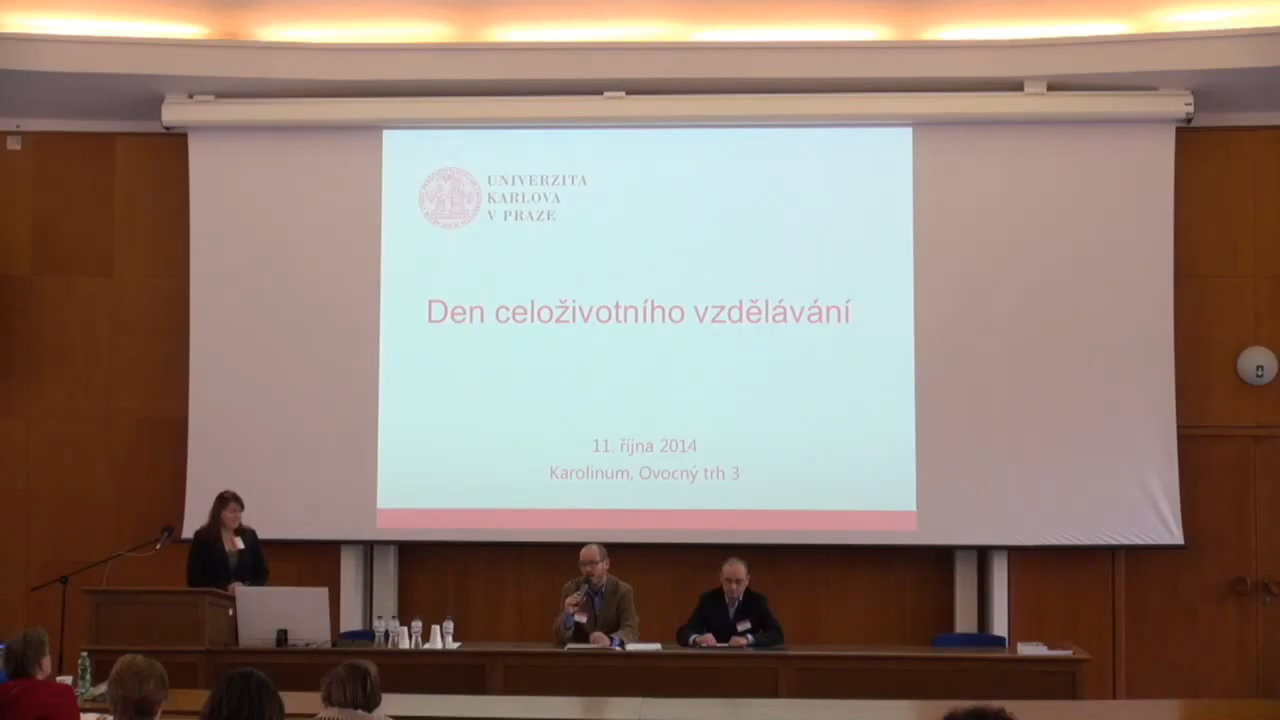 UNIVERZITA
KARLOVA
V PRAZE
Den celoživotního vzdělávání
11. října 2014
Karolinum, Ovocný trh 3